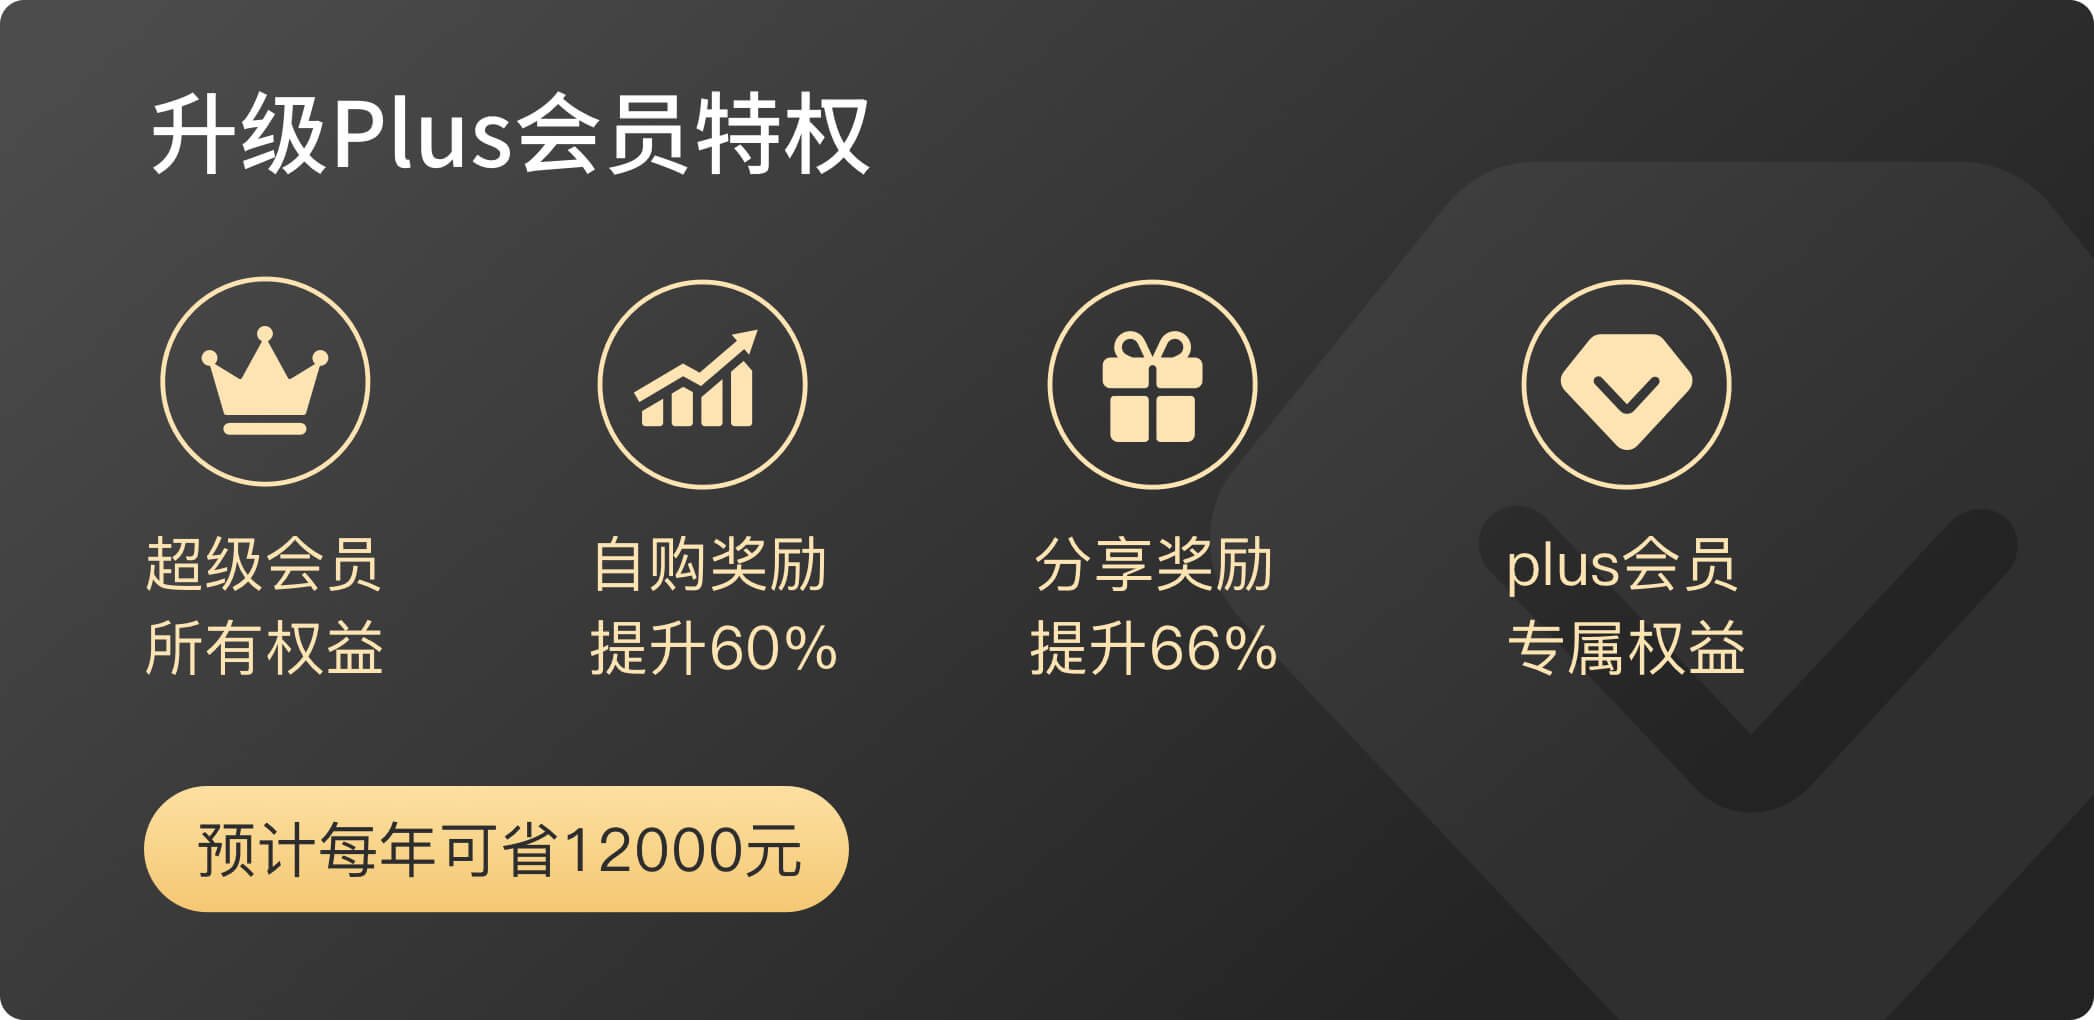 升级Plus会员特权
超级会员
所有权益
自购奖励
提升60%
分享奖励
提升66%
plus会员
专属权益
预计每年可省12000元